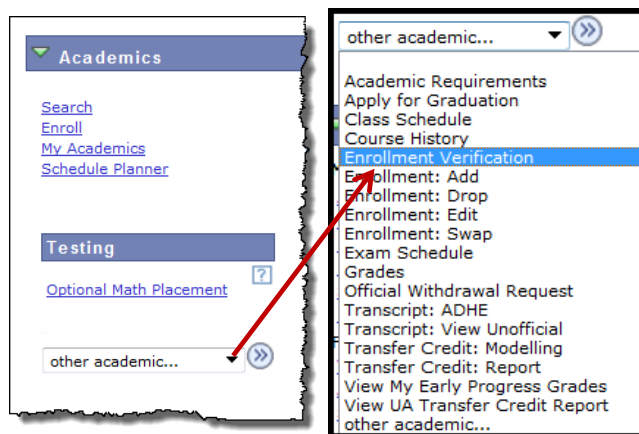 Academics
Search
Enroll
My Academics
Schedule Planner
Testing
?
Optional Math Placement
other academic...
other academic...
Academic Requirements
Apply for Graduation
Class Schedule
Course History
Enrollment Verification
Enrollment: Add
Enrollment: Drop
Enrollment: Edit
Enrollment: Swap
Exam Schedule
Grades
Official Withdrawal Request
Transcript: ADHE
Transcript: View Unofficial
Transfer Credit: Modelling
Transfer Credit: Report
View My Early Progress Grades
View UA Transfer Credit Report
other academic...